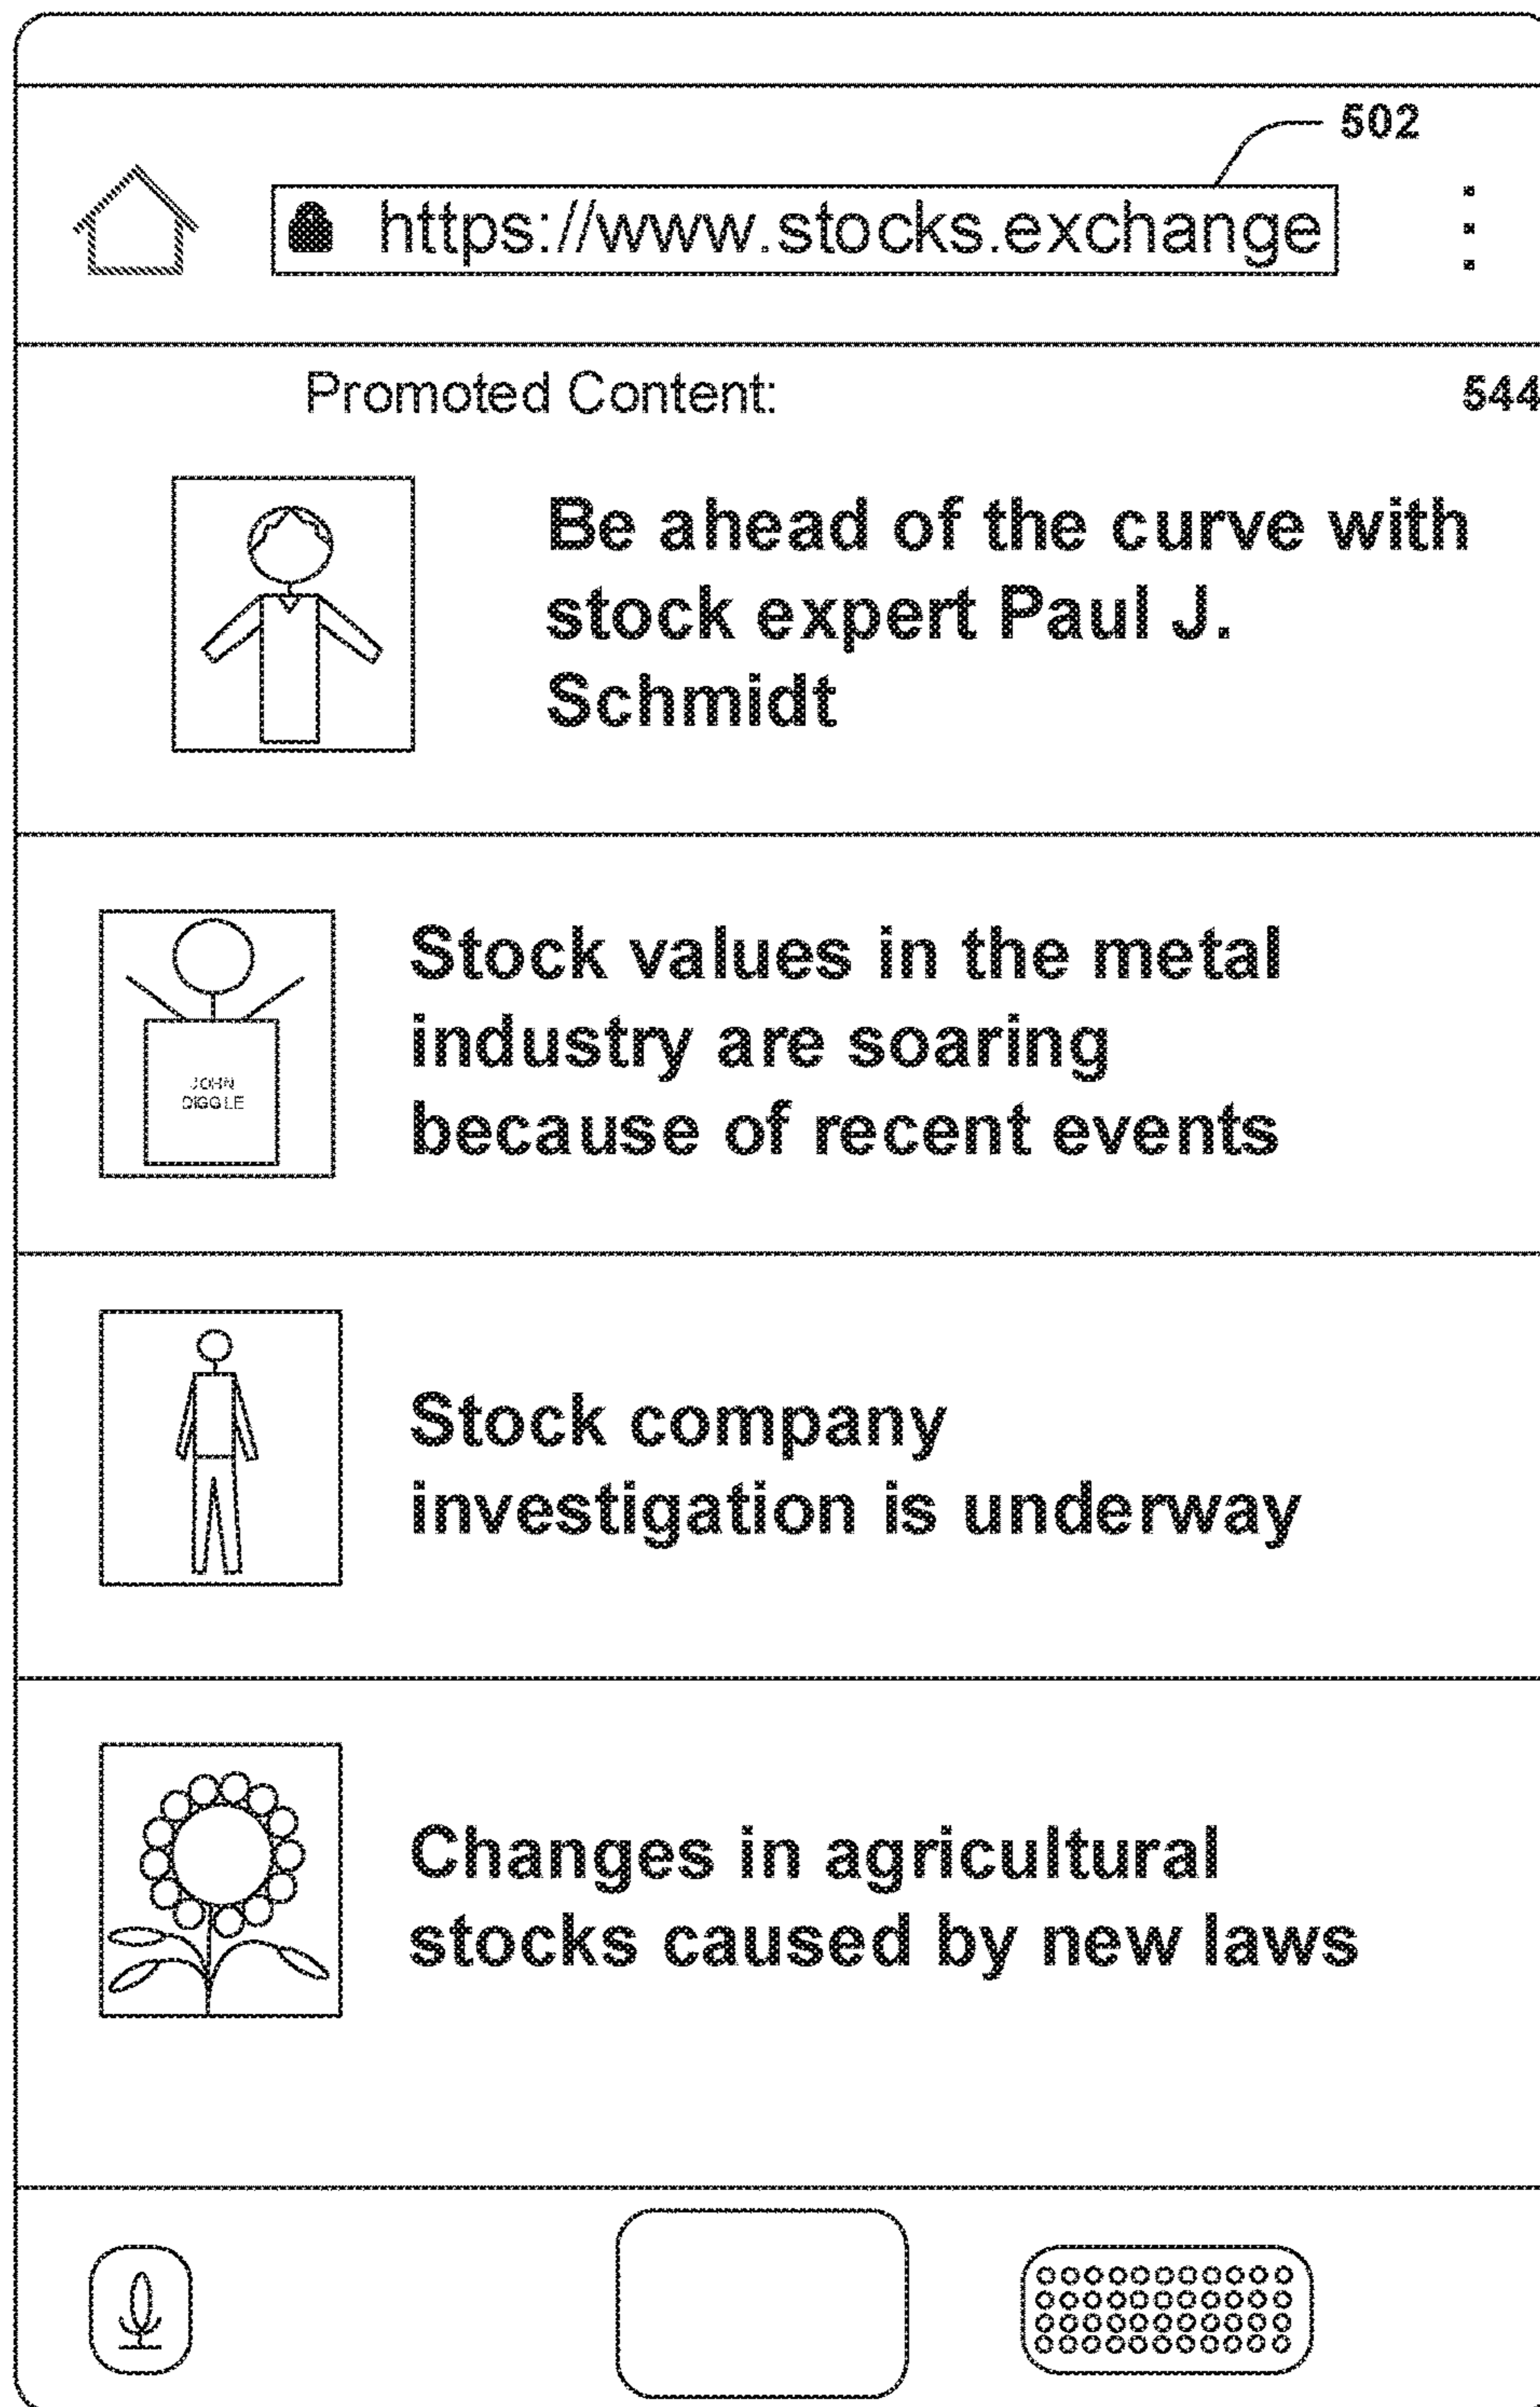 502
https://www.stocks.exchange
Promoted Content:
544
Be ahead of the curve with
stock expert Paul J.
Schmidt
Stock values in the metal
industry are soaring
because of recent events
JOHN
DIGGLE
Stock company
investigation is underway
Changes in agricultural
stocks caused by new laws